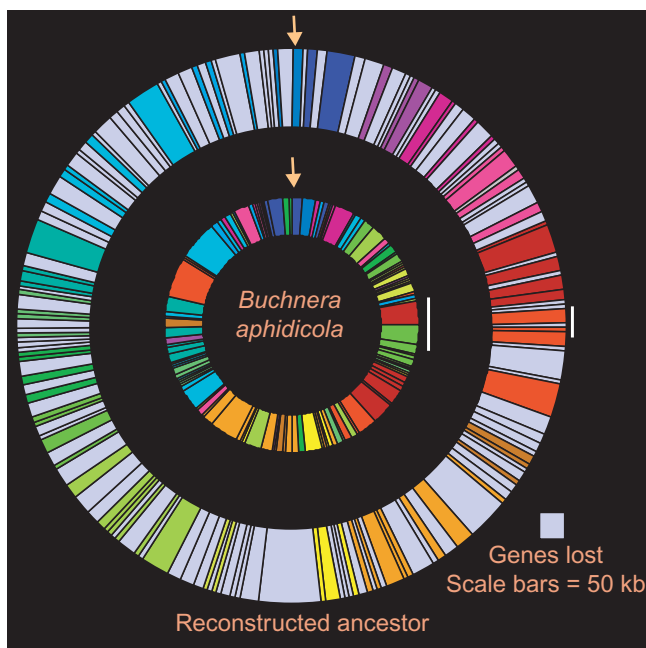 Buchnera
aphidicola
Genes lost
Scale bars = 50 kb
Reconstructed ancestor